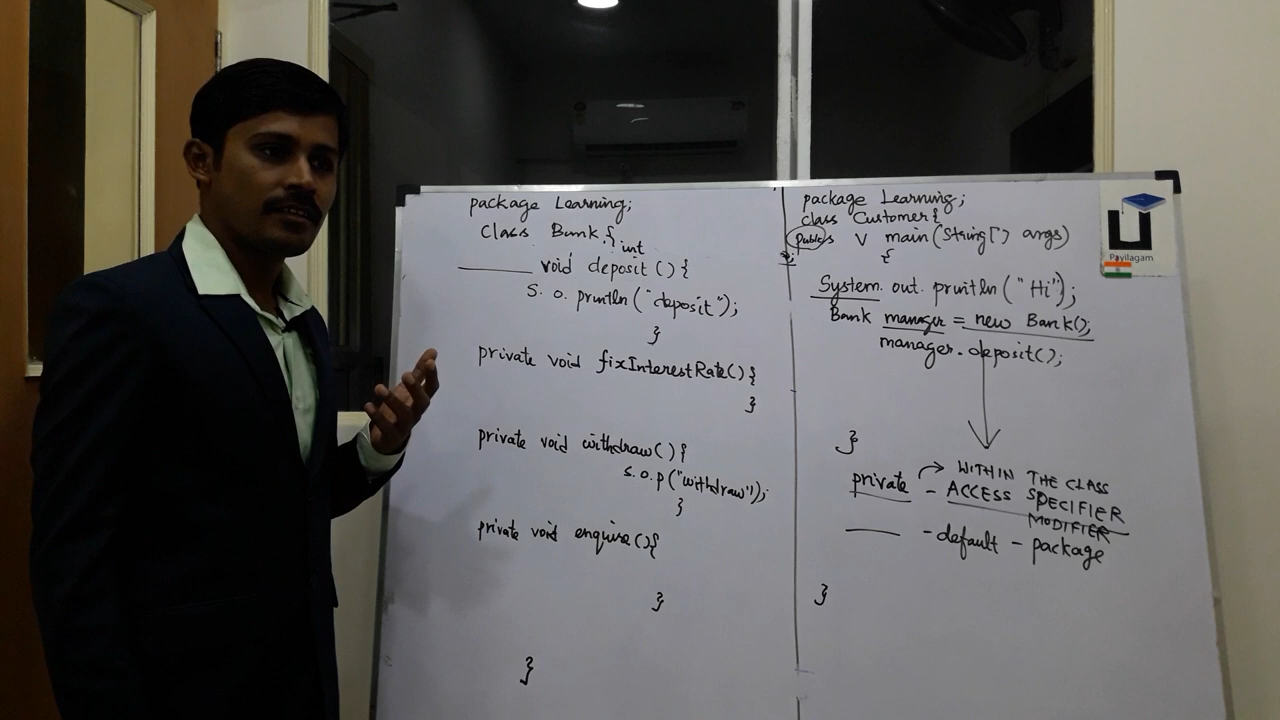 package Learning;
class Bank {
int
______ void deposit () {
S. O. println ("deposit");
}
private void fixInterestRate() {
}
private void withdraw() {
S.O.p ("withdraw");
}
private void enquire() {
}
}
package Learning;
class Customer {
public s V main (String[] args)
{
System. out. println ("Hi");
Bank manager = new Bank();
manager.deposit();
}
private → WITHIN THE CLASS
- ACCESS SPECIFIER
MODIFIER
____ - default - package
}
Payilagam